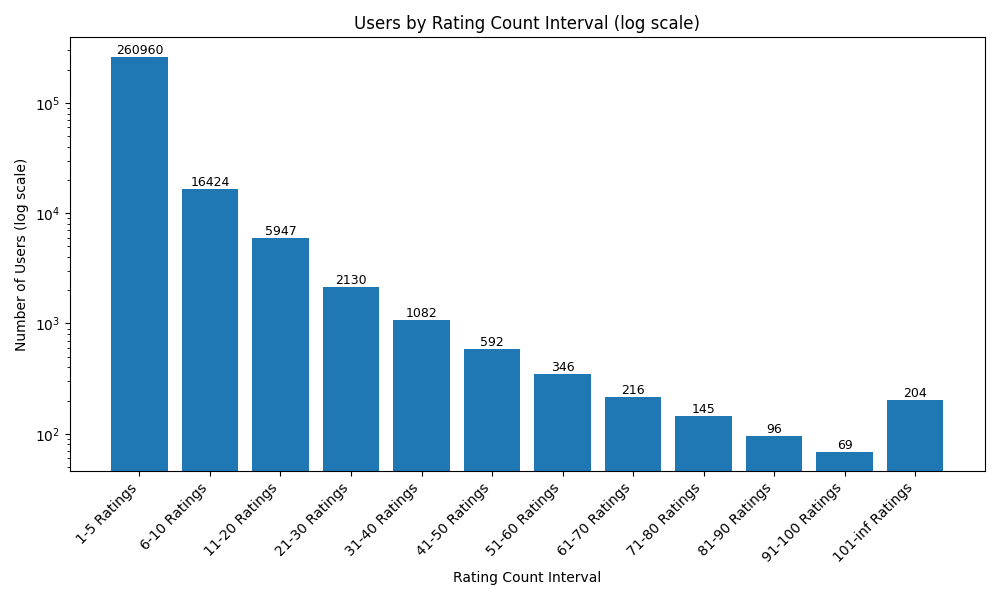 Users by Rating Count Interval (log scale)
Number of Users (log scale)
10^5
10^4
10^3
10^2
260960
16424
5947
2130
1082
592
346
216
145
96
69
204
1-5 Ratings
6-10 Ratings
11-20 Ratings
21-30 Ratings
31-40 Ratings
41-50 Ratings
51-60 Ratings
61-70 Ratings
71-80 Ratings
81-90 Ratings
91-100 Ratings
101-inf Ratings
Rating Count Interval